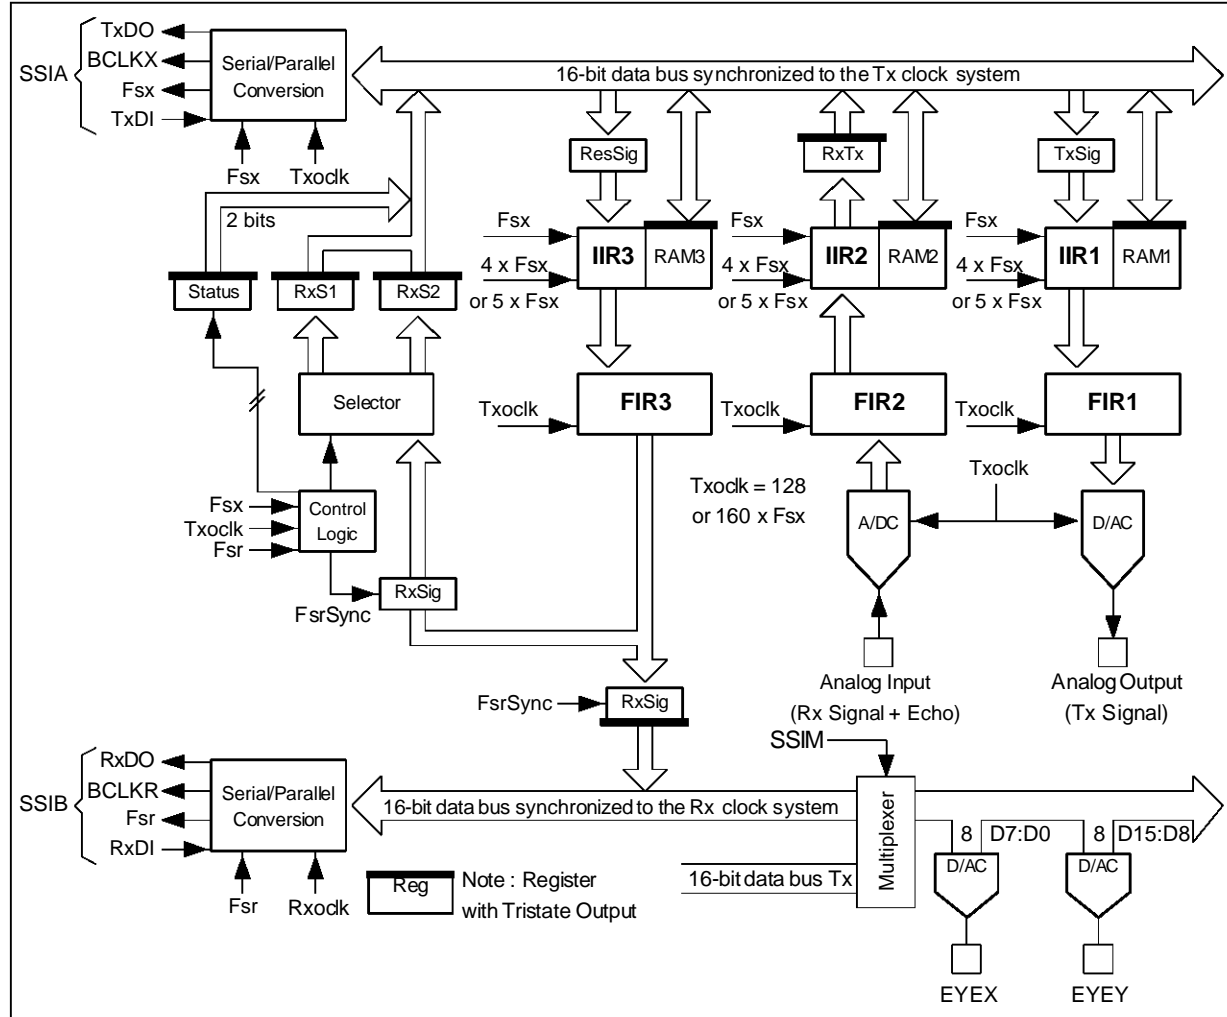 TxDO
BCLKX
SSIA
Fsx
TxDI
Serial/Parallel
Conversion
16-bit data bus synchronized to the Tx clock system
Fsx
Txoclk
2 bits
ResSig
RxTx
TxSig
Status
RxS1
RxS2
Fsx
4 x Fsx
or 5 x Fsx
IIR3
RAM3
Fsx
4 x Fsx
or 5 x Fsx
IIR2
RAM2
Fsx
4 x Fsx
or 5 x Fsx
IIR1
RAM1
Selector
Txoclk
FIR3
Txoclk
FIR2
Txoclk
FIR1
Fsx
Txoclk
Fsr
Control
Logic
Txoclk = 128
or 160 x Fsx
Txoclk
A/DC
D/AC
FsrSync
RxSig
FsrSync
RxSig
Analog Input
(Rx Signal + Echo)
Analog Output
(Tx Signal)
SSIM
RxDO
BCLKR
SSIB
Fsr
RxDI
Serial/Parallel
Conversion
16-bit data bus synchronized to the Rx clock system
Multiplexer
8
D7:D0
8
D15:D8
D/AC
D/AC
16-bit data bus Tx
Fsr
Rxoclk
Reg
Note : Register
with Tristate Output
EYEX
EYEY